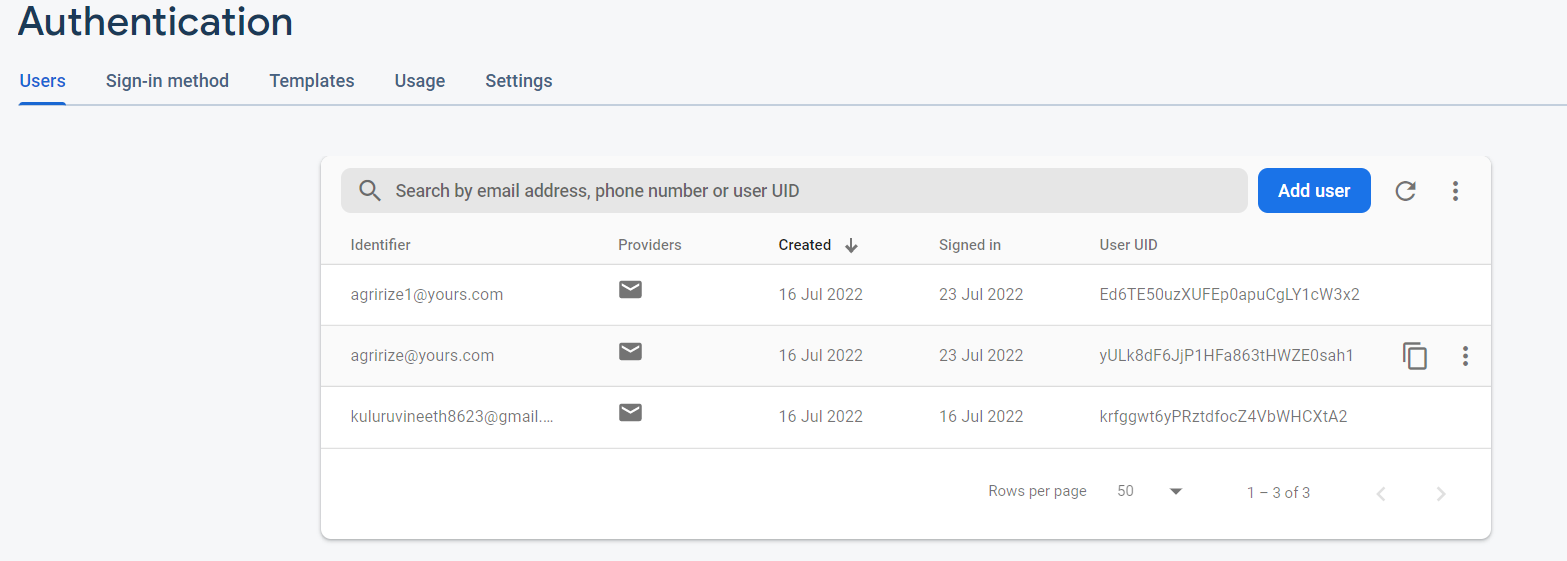 Authentication
Users Sign-in method Templates Usage Settings
Search by email address, phone number or user UID Add user
Identifier Providers Created Signed in User UID
agririze1@yours.com 16 Jul 2022 23 Jul 2022 Ed6TE50uzXUFEp0apuCgLY1cW3x2
agririze@yours.com 16 Jul 2022 23 Jul 2022 yULk8dF6JjP1HFa863tHWZE0sah1
kuluruvineeth8623@gmail.... 16 Jul 2022 16 Jul 2022 krfggwt6yPRztdfocZ4VbWHCXtA2
Rows per page 50 1 – 3 of 3